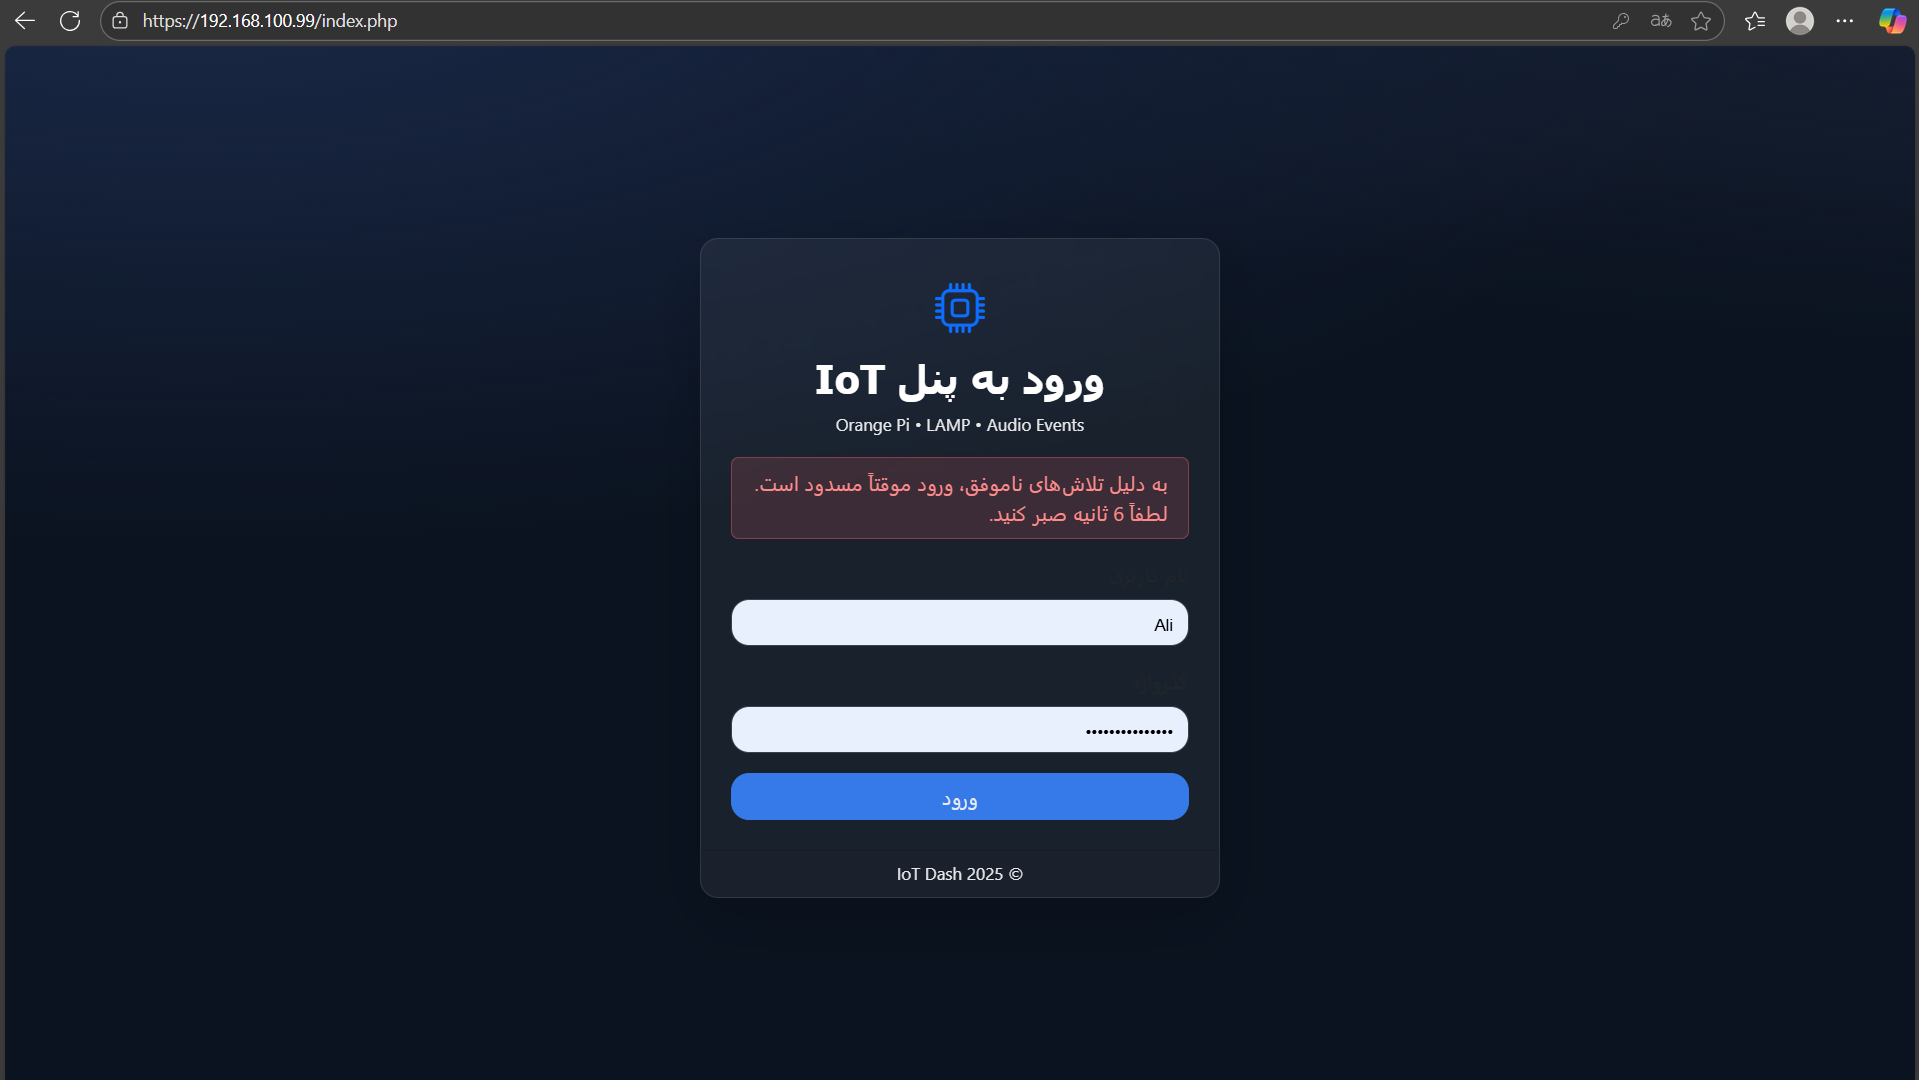 https://192.168.100.99/index.php
ورود به پنل IoT
Orange Pi • LAMP • Audio Events
به دلیل تلاش‌های ناموفق، ورود موقتاً مسدود است.
لطفاً 6 ثانیه صبر کنید.
نام کاربری
Ali
گذرواژه
ورود
IoT Dash 2025 ©